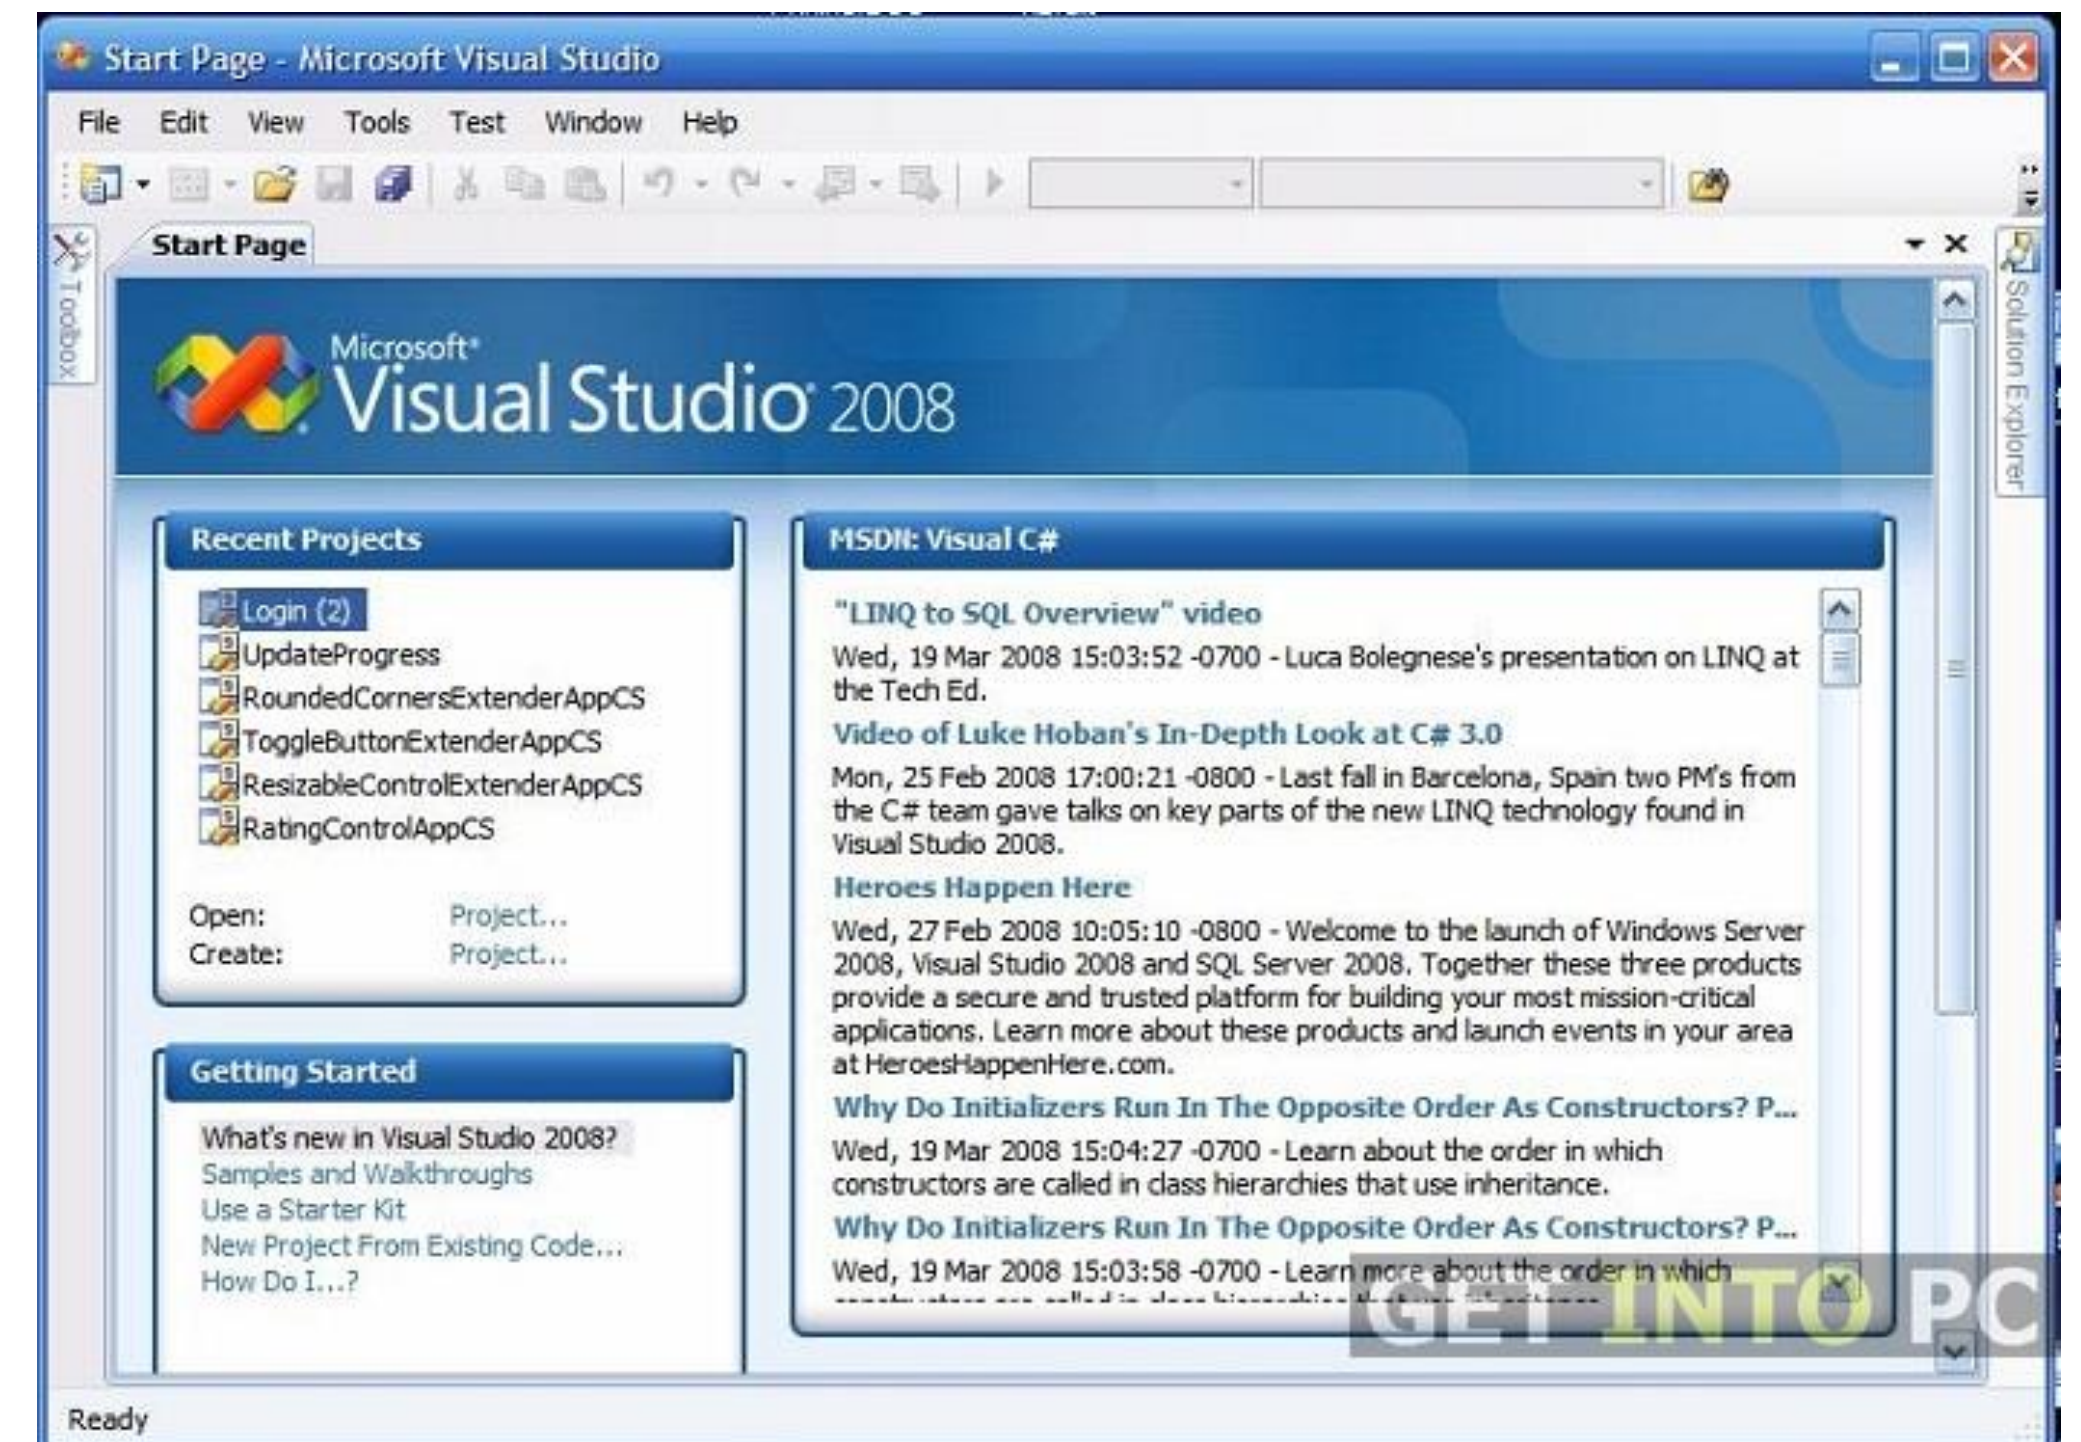 Start Page - Microsoft Visual Studio
File Edit View Tools Test Window Help
Toolbox
Start Page
Solution Explorer
Microsoft®
Visual Studio® 2008
Recent Projects
Login (2)
UpdateProgress
RoundedCornersExtenderAppCS
ToggleButtonExtenderAppCS
ResizableControlExtenderAppCS
RatingControlAppCS
Open: Project...
Create: Project...
Getting Started
What's new in Visual Studio 2008?
Samples and Walkthroughs
Use a Starter Kit
New Project From Existing Code...
How Do I...?
MSDN: Visual C#
"LINQ to SQL Overview" video
Wed, 19 Mar 2008 15:03:52 -0700 - Luca Bolegnese's presentation on LINQ at
the Tech Ed.
Video of Luke Hoban's In-Depth Look at C# 3.0
Mon, 25 Feb 2008 17:00:21 -0800 - Last fall in Barcelona, Spain two PM's from
the C# team gave talks on key parts of the new LINQ technology found in
Visual Studio 2008.
Heroes Happen Here
Wed, 27 Feb 2008 10:05:10 -0800 - Welcome to the launch of Windows Server
2008, Visual Studio 2008 and SQL Server 2008. Together these three products
provide a secure and trusted platform for building your most mission-critical
applications. Learn more about these products and launch events in your area
at HeroesHappenHere.com.
Why Do Initializers Run In The Opposite Order As Constructors? P...
Wed, 19 Mar 2008 15:04:27 -0700 - Learn about the order in which
constructors are called in class hierarchies that use inheritance.
Why Do Initializers Run In The Opposite Order As Constructors? P...
Wed, 19 Mar 2008 15:03:58 -0700 - Learn more about the order in which
GET INTO PC
Ready